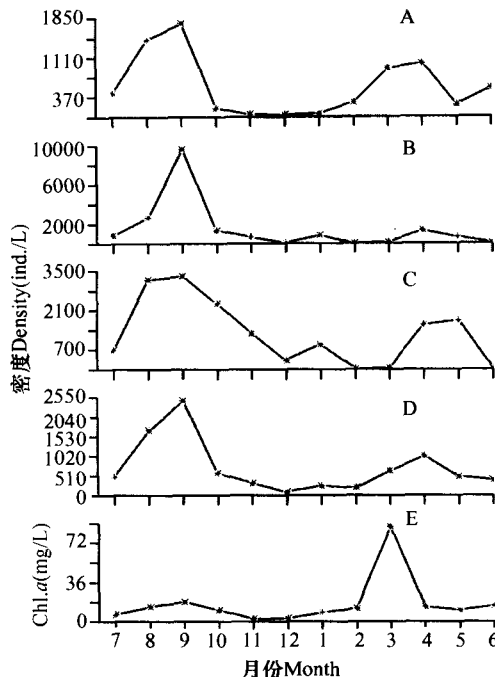 1850
A
1110
370
10000
B
6000
2000
3500
C
2100
700
2550
D
2040
1530
1020
510
0
E
72
36
0
密度Density(ind./L)
Chl.a(mg/L)
7 8 9 10 11 12 1 2 3 4 5 6
月份Month